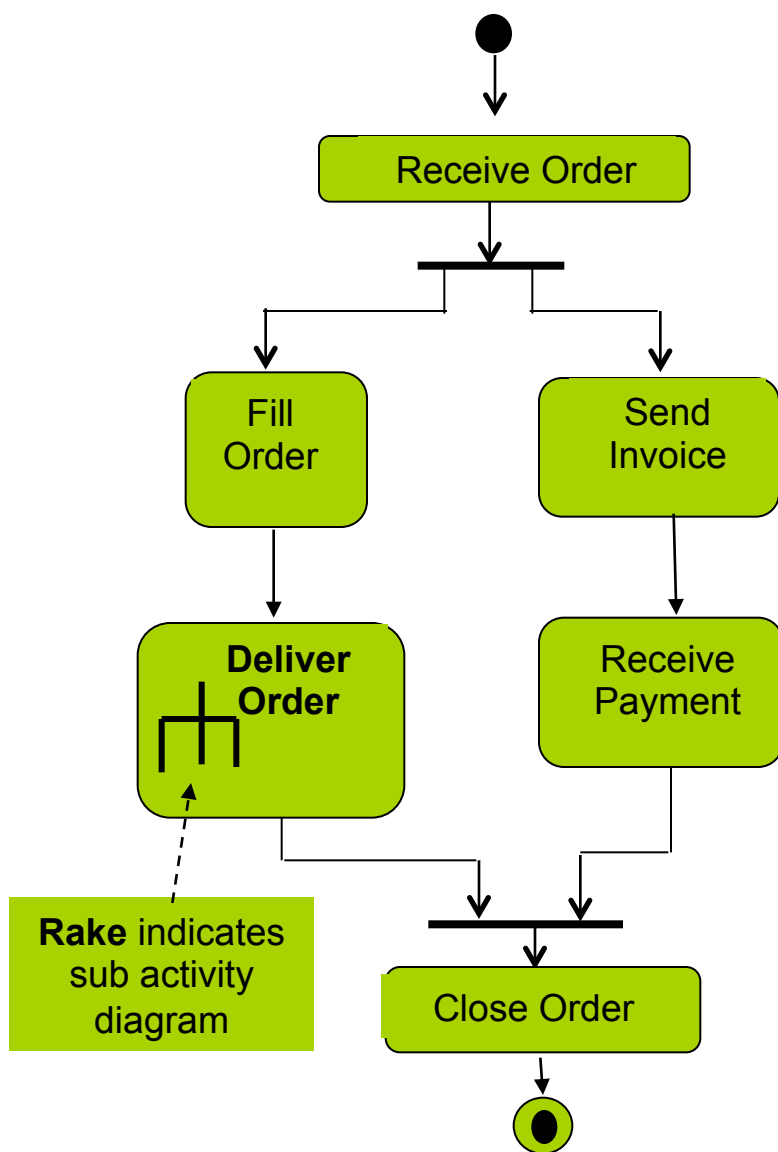 Receive Order
Fill
Order
Send
Invoice
Deliver
Order
Receive
Payment
Rake indicates
sub activity
diagram
Close Order